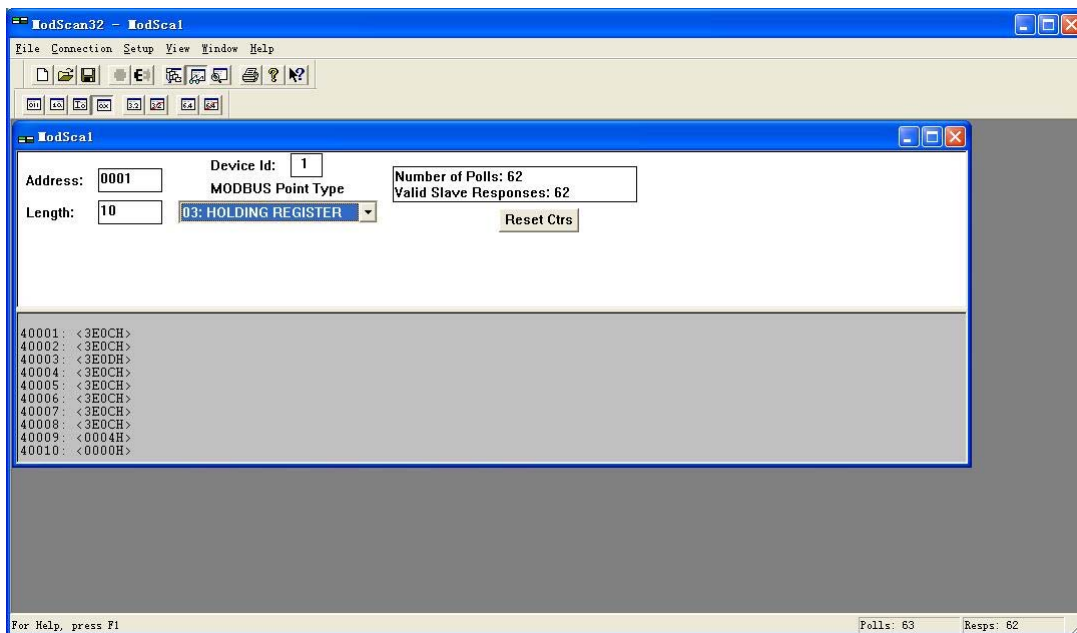 ModScan32 - ModSca1
File Connection Setup View Window Help
ModSca1
Address: 0001
Device Id: 1
MODBUS Point Type
Length: 10
03: HOLDING REGISTER
Number of Polls: 62
Valid Slave Responses: 62
Reset Ctrs
40001: <3E0CH>
40002: <3E0CH>
40003: <3E0DH>
40004: <3E0CH>
40005: <3E0CH>
40006: <3E0CH>
40007: <3E0CH>
40008: <3E0CH>
40009: <0004H>
40010: <0000H>
For Help, press F1
Polls: 63
Resps: 62